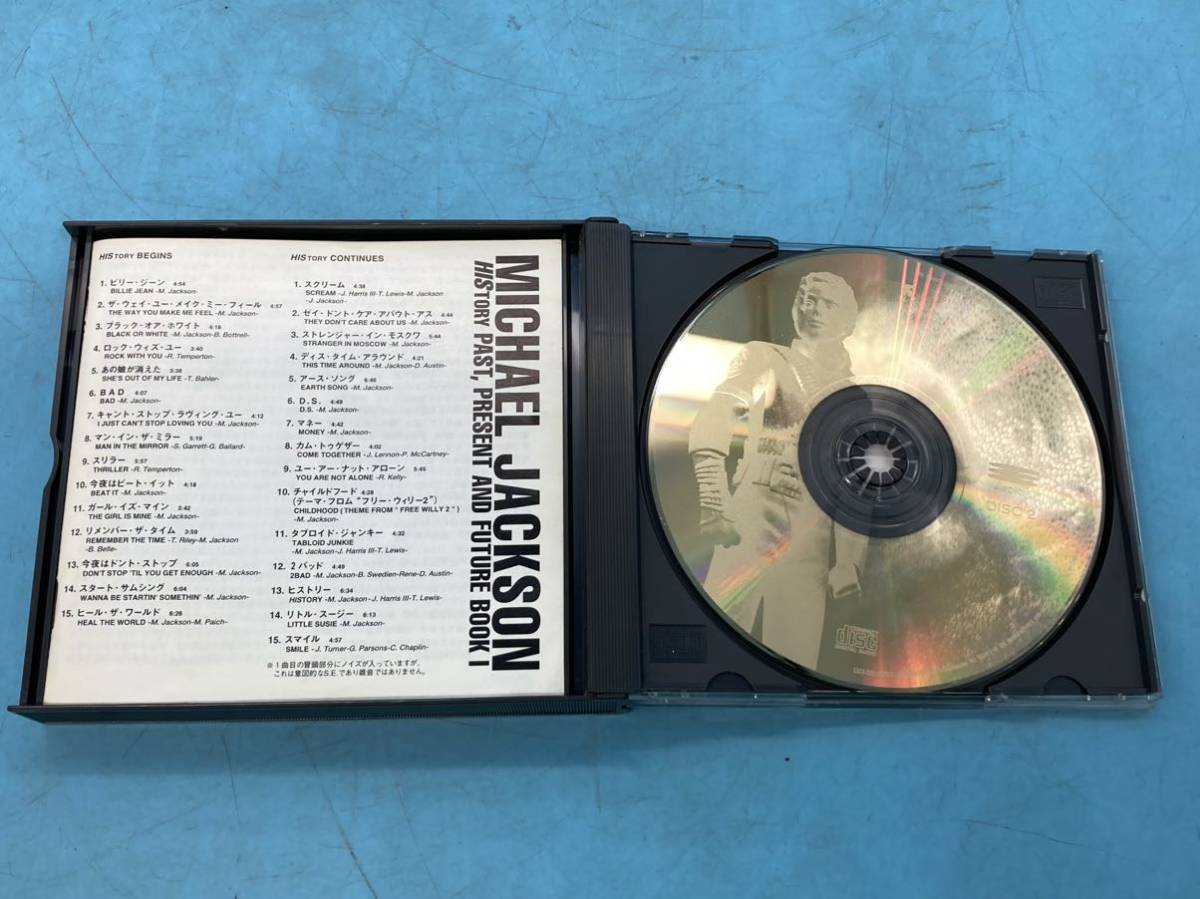 HIStory BEGINS
1. ビリー・ジーン 4:54
BILLIE JEAN -M. Jackson-
2. ザ・ウェイ・ユー・メイク・ミー・フィール 4:57
THE WAY YOU MAKE ME FEEL -M. Jackson-
3. ブラック・オア・ホワイト 4:16
BLACK OR WHITE -M. Jackson-B. Bottrell-
4. ロック・ウィズ・ユー 3:40
ROCK WITH YOU -R. Temperton-
5. あの娘が消えた 3:38
SHE'S OUT OF MY LIFE -T. Bahler-
6. BAD 4:07
BAD -M. Jackson-
7. キャント・ストップ・ラヴィング・ユー 4:12
I JUST CAN'T STOP LOVING YOU -M. Jackson-
8. マン・イン・ザ・ミラー 5:19
MAN IN THE MIRROR -S. Garrett-G. Ballard-
9. スリラー 5:57
THRILLER -R. Temperton-
10. 今夜はビート・イット 4:18
BEAT IT -M. Jackson-
11. ガール・イズ・マイン 3:42
THE GIRL IS MINE -M. Jackson-
12. リメンバー・ザ・タイム 3:59
REMEMBER THE TIME -T. Riley-M. Jackson
-B. Belle-
13. 今夜はドント・ストップ 6:05
DON'T STOP 'TIL YOU GET ENOUGH -M. Jackson-
14. スタート・サムシング 6:04
WANNA BE STARTIN' SOMETHIN' -M. Jackson-
15. ヒール・ザ・ワールド 6:26
HEAL THE WORLD -M. Jackson-M. Paich-
HIStory CONTINUES
1. スクリーム 4:38
SCREAM -J. Harris III-T. Lewis-M. Jackson
-J. Jackson-
2. ゼイ・ドント・ケア・アバウト・アス 4:44
THEY DON'T CARE ABOUT US -M. Jackson-
3. ストレンジャー・イン・モスクワ 5:44
STRANGER IN MOSCOW -M. Jackson-
4. ディス・タイム・アラウンド 4:21
THIS TIME AROUND -M. Jackson-D. Austin-
5. アース・ソング 6:46
EARTH SONG -M. Jackson-
6. D.S. 4:49
D.S. -M. Jackson-
7. マネー 4:42
MONEY -M. Jackson-
8. カム・トゥゲザー 4:02
COME TOGETHER -J. Lennon-P. McCartney-
9. ユー・アー・ナット・アローン 5:45
YOU ARE NOT ALONE -R. Kelly-
10. チャイルドフード 4:28
(テーマ・フロム“フリー・ウィリー2”)
CHILDHOOD (THEME FROM "FREE WILLY 2")
-M. Jackson-
11. タブロイド・ジャンキー 4:32
TABLOID JUNKIE
-M. Jackson-J. Harris III-T. Lewis-
12. 2バッド 4:49
2BAD -M. Jackson-B. Swedien-Rene-D. Austin-
13. ヒストリー 6:34
HISTORY -M. Jackson-J. Harris III-T. Lewis-
14. リトル・スージー 6:13
LITTLE SUSIE -M. Jackson-
15. スマイル 4:57
SMILE -J. Turner-G. Parsons-C. Chaplin-
※1曲目の冒頭部分にノイズが入っていますが、
これは意図的なS.E.であり雑音ではありません。
MICHAEL JACKSON
HIStory PAST, PRESENT AND FUTURE BOOK I
DISC 2
disc
DIGITAL AUDIO